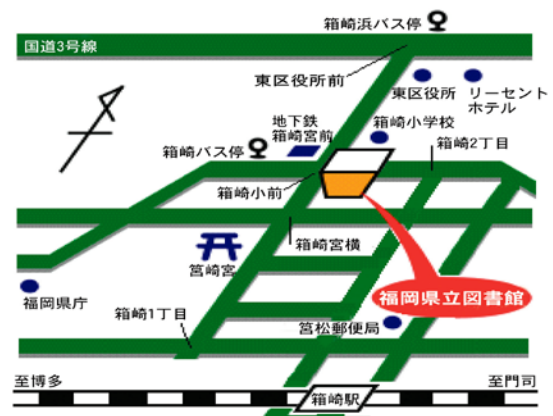 箱崎浜バス停
国道3号線
東区役所前
東区役所
リーセント
ホテル
地下鉄
箱崎宮前
箱崎小学校
箱崎バス停
箱崎2丁目
箱崎小前
箱崎宮横
筥崎宮
福岡県庁
福岡県立図書館
箱崎1丁目
筥松郵便局
至博多
至門司
箱崎駅